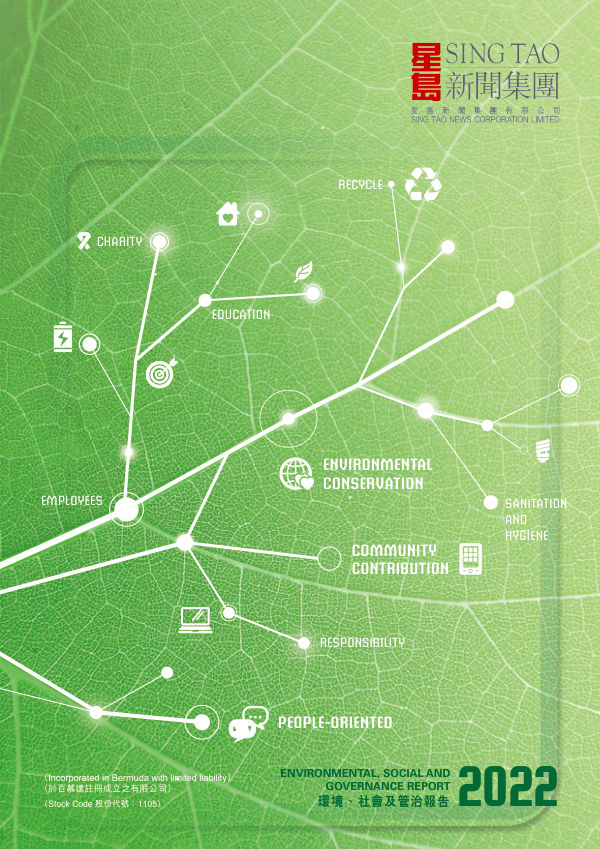 星島
SING TAO
新聞集團
星島新聞集團有限公司
SING TAO NEWS CORPORATION LIMITED
RECYCLE
CHARITY
EDUCATION
ENVIRONMENTAL
CONSERVATION
EMPLOYEES
SANITATION
AND
HYGIENE
COMMUNITY
CONTRIBUTION
RESPONSIBILITY
PEOPLE-ORIENTED
(Incorporated in Bermuda with limited liability)
(於百慕達註冊成立之有限公司)
(Stock Code 股份代號：1105)
ENVIRONMENTAL, SOCIAL AND
GOVERNANCE REPORT
環境、社會及管治報告
2022